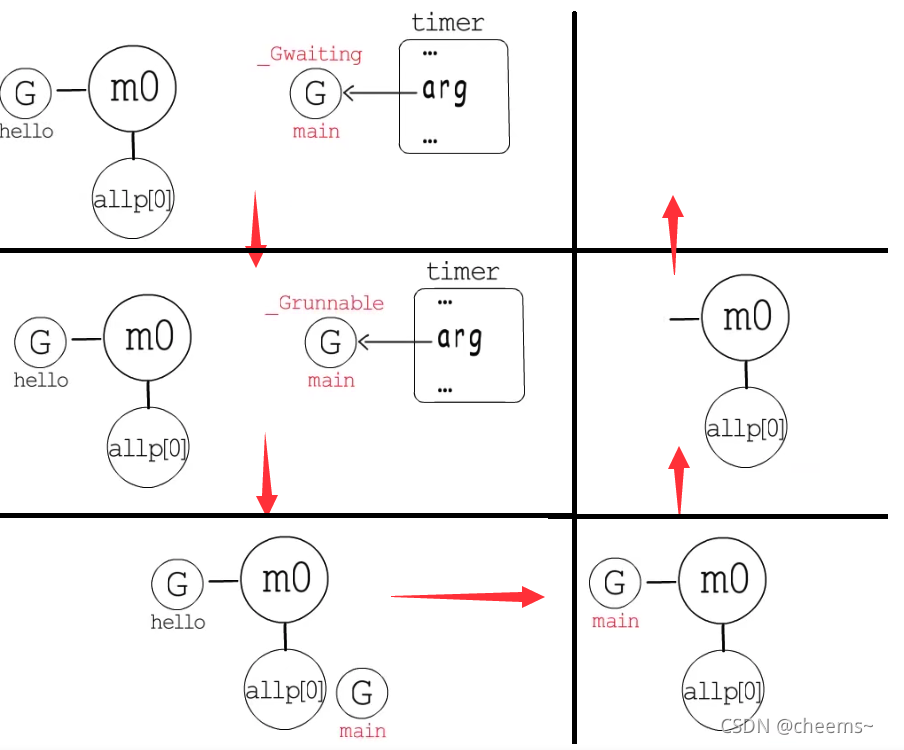 timer
_Gwaiting
...
G
m0
G
arg
hello
main
...
allp[0]
timer
_Grunnable
...
G
m0
G
arg
hello
main
...
allp[0]
G
m0
hello
allp[0]
G
main
G
m0
main
allp[0]
m0
allp[0]
CSDN @cheems~